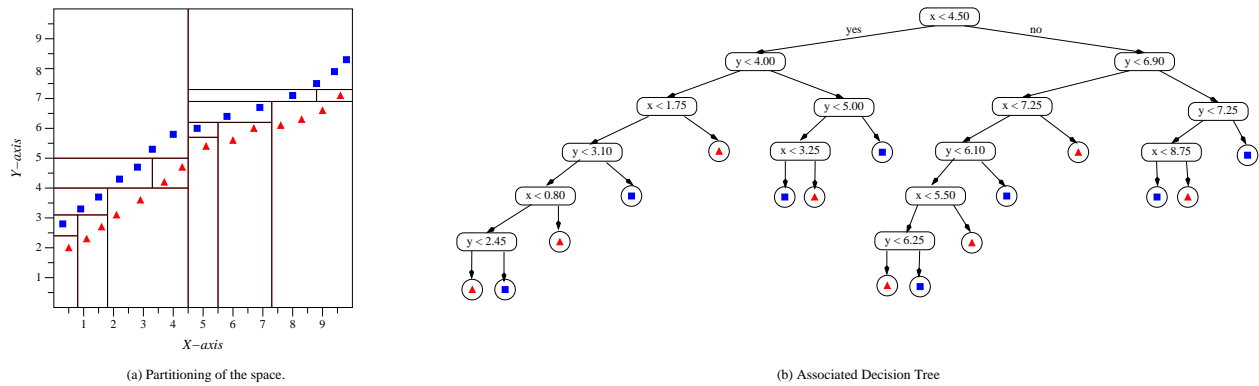 9
8
7
6
5
4
3
2
1
Y-axis
1 2 3 4 5 6 7 8 9
X-axis
(a) Partitioning of the space.
x < 4.50
yes no
y < 4.00 y < 6.90
x < 1.75 y < 5.00 x < 7.25 y < 7.25
y < 3.10 x < 3.25 y < 6.10 x < 8.75
x < 0.80 x < 5.50
y < 2.45 y < 6.25
(b) Associated Decision Tree